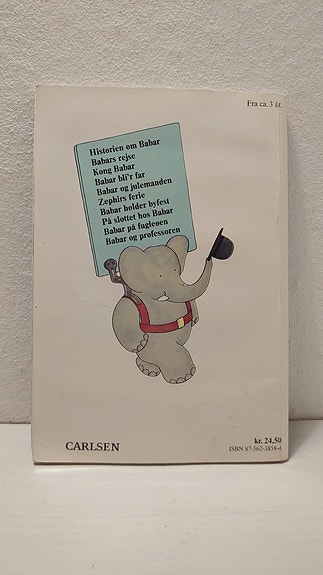 Fra ca. 3 år.
Historien om Babar
Babars rejse
Kong Babar
Babar bli'r far
Babar og julemanden
Zephirs ferie
Babar holder byfest
På slottet hos Babar
Babar på fugleøen
Babar og professoren
CARLSEN
kr. 24,50
ISBN 87-562-3858-4